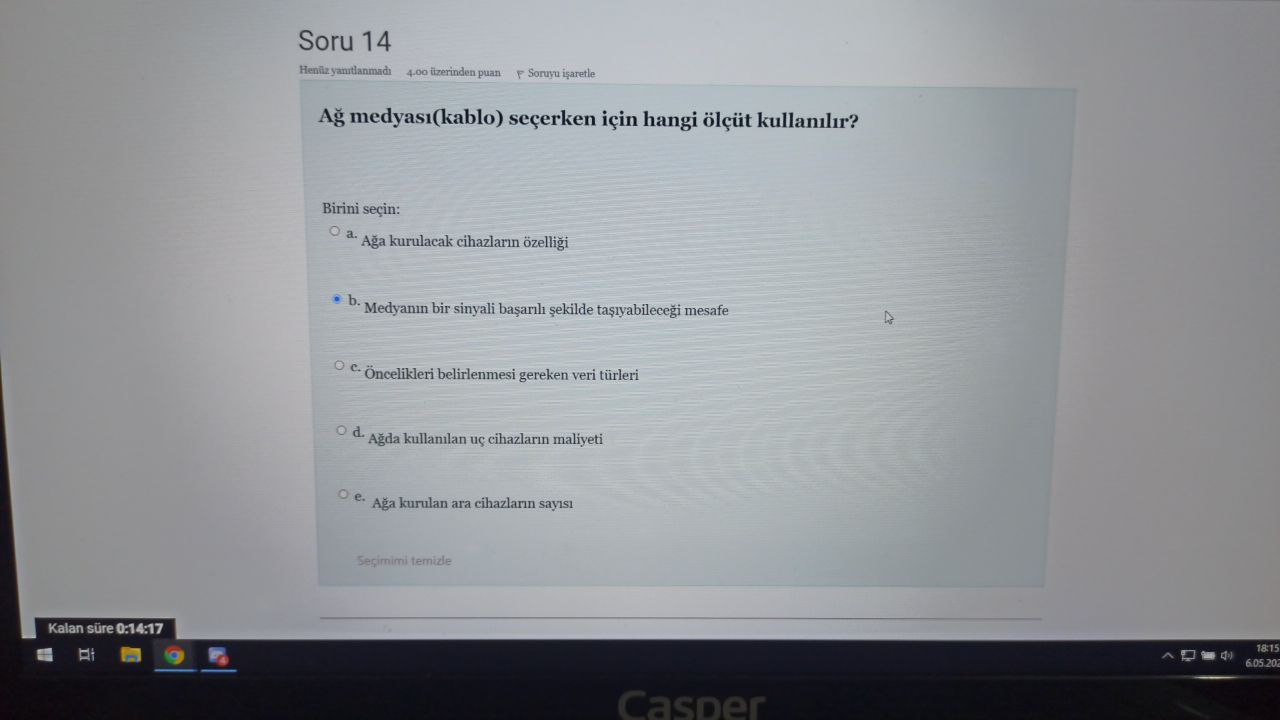 Soru 14
Henüz yanıtlanmadı 4.00 üzerinden puan Soruyu işaretle
Ağ medyası(kablo) seçerken için hangi ölçüt kullanılır?
Birini seçin:
a. Ağa kurulacak cihazların özelliği
b. Medyanın bir sinyali başarılı şekilde taşıyabileceği mesafe
c. Öncelikleri belirlenmesi gereken veri türleri
d. Ağda kullanılan uç cihazların maliyeti
e. Ağa kurulan ara cihazların sayısı
Seçimimi temizle
Kalan süre 0:14:17
4
18:15
6.05.202
Casper